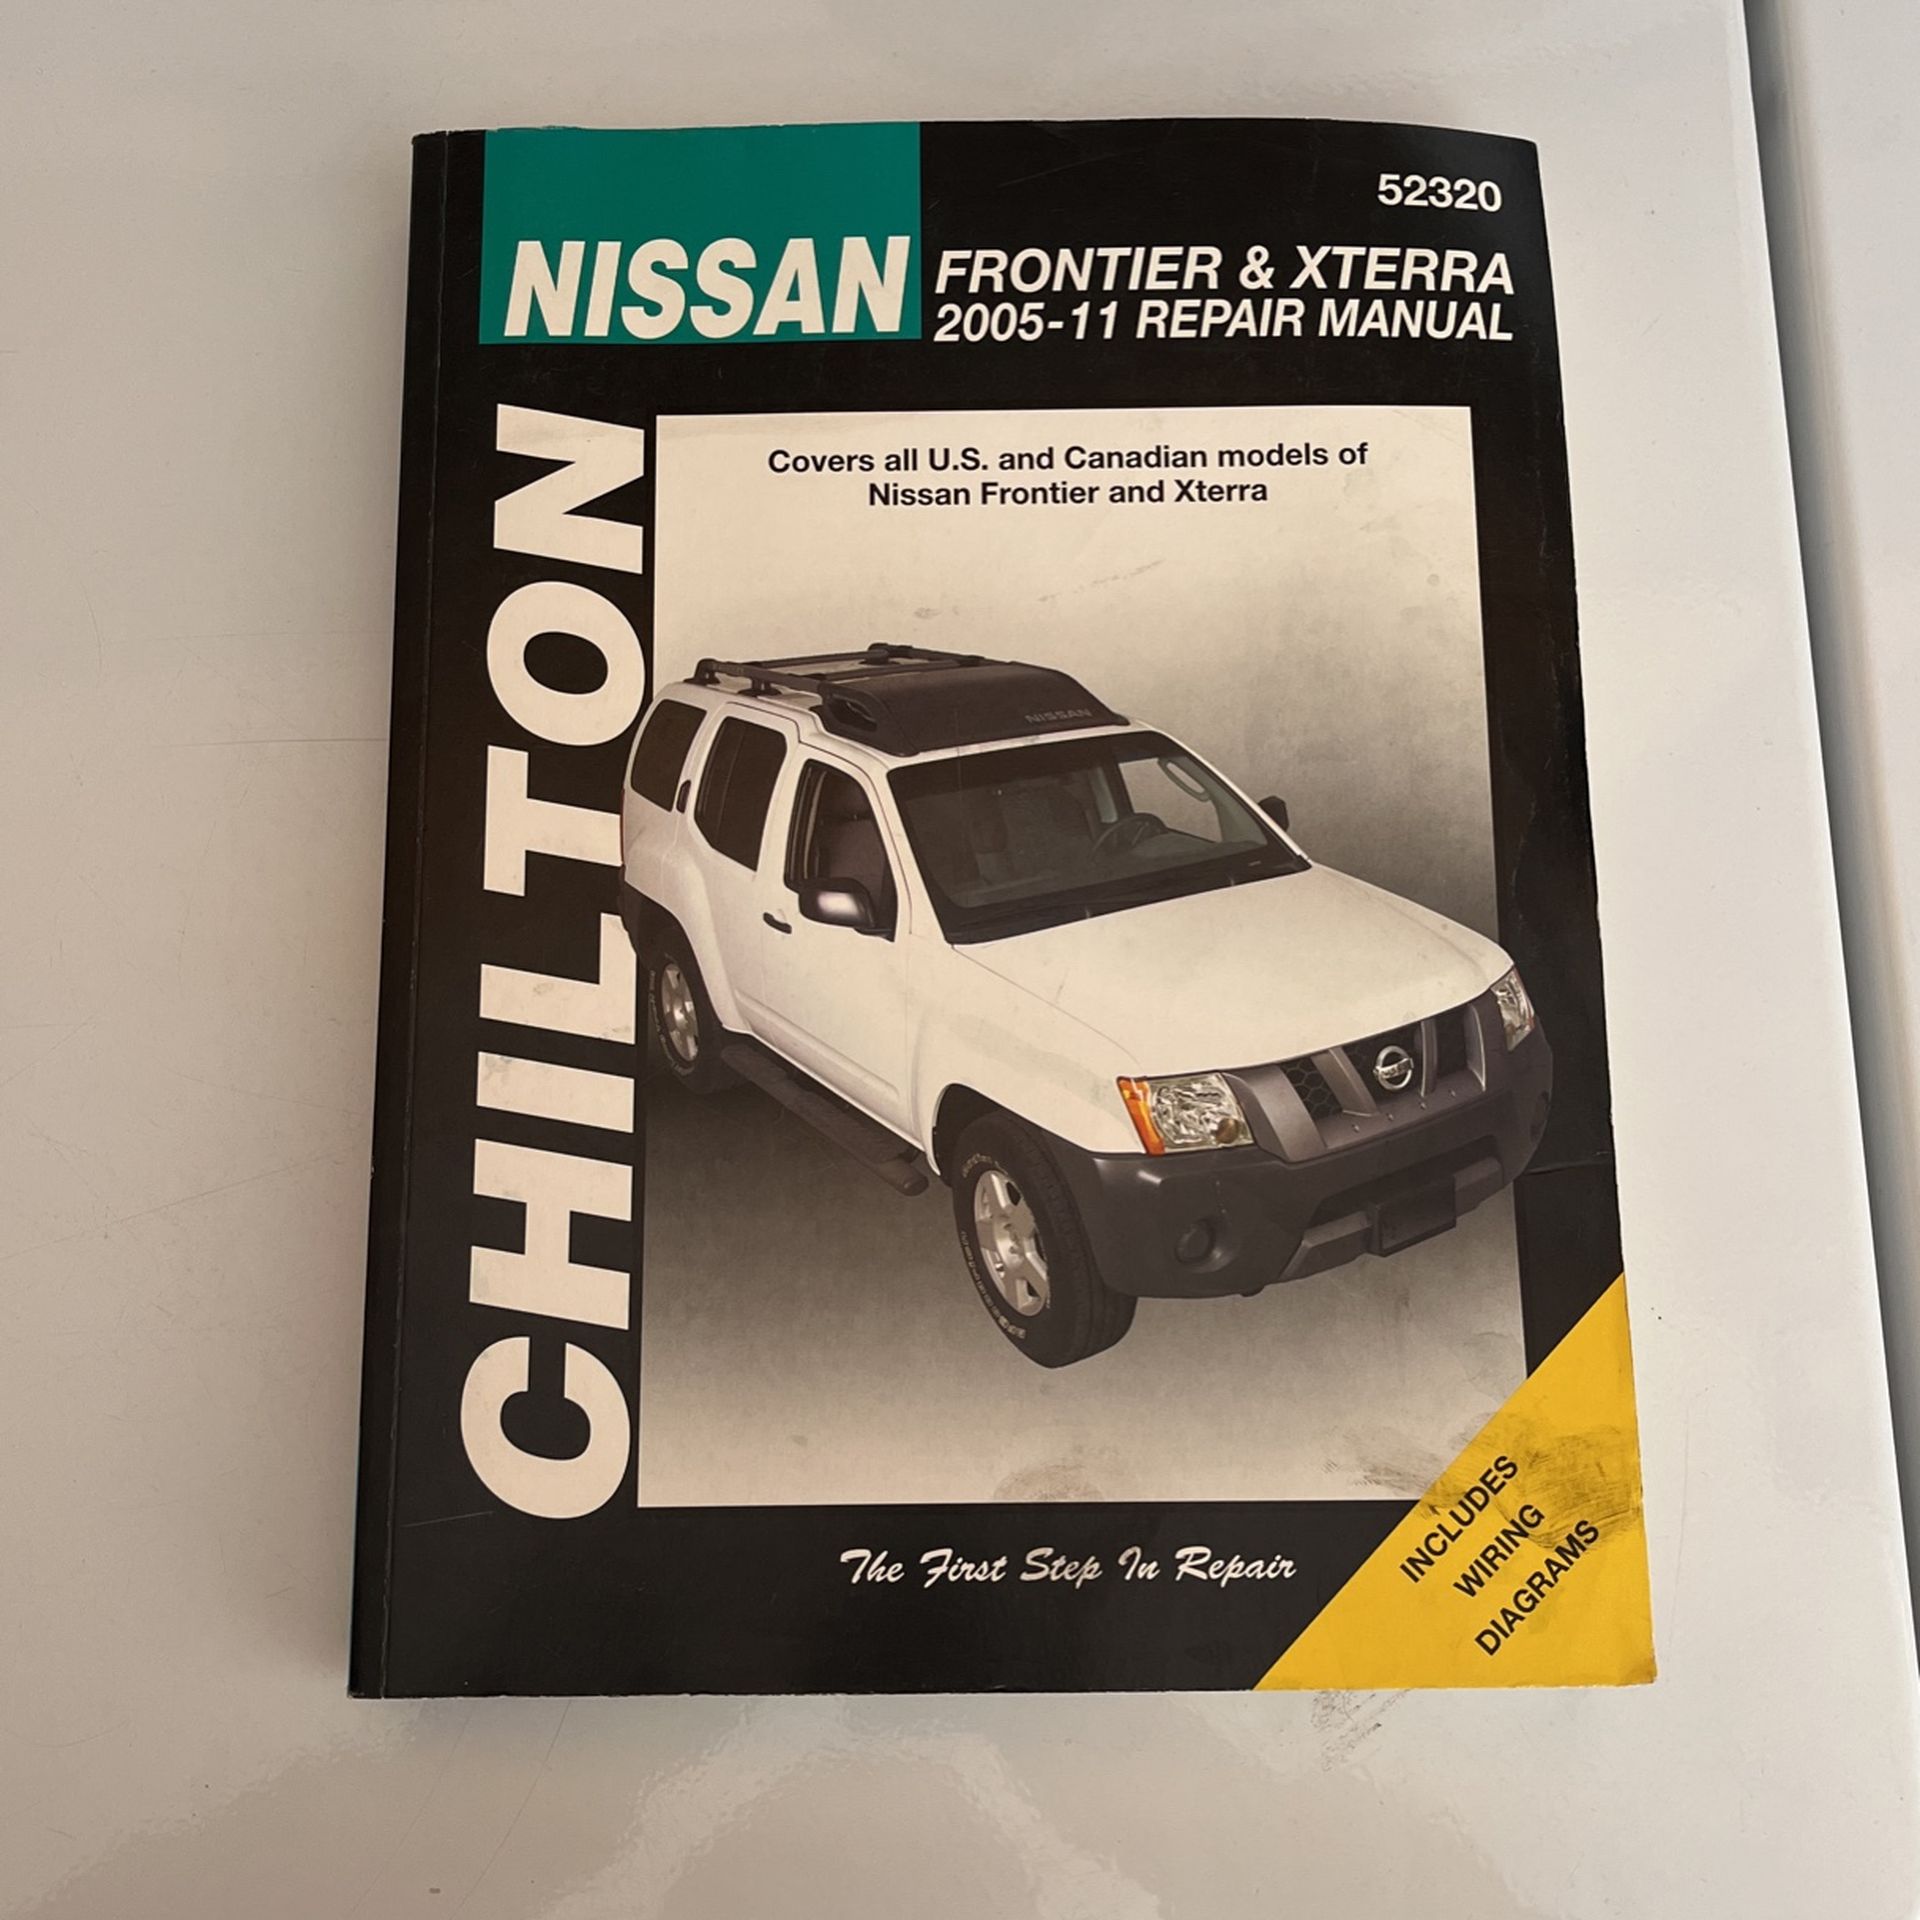 52320
NISSAN
FRONTIER & XTERRA
2005-11 REPAIR MANUAL
CHILTON
Covers all U.S. and Canadian models of
Nissan Frontier and Xterra
NISSAN
The First Step In Repair
INCLUDES
WIRING
DIAGRAMS